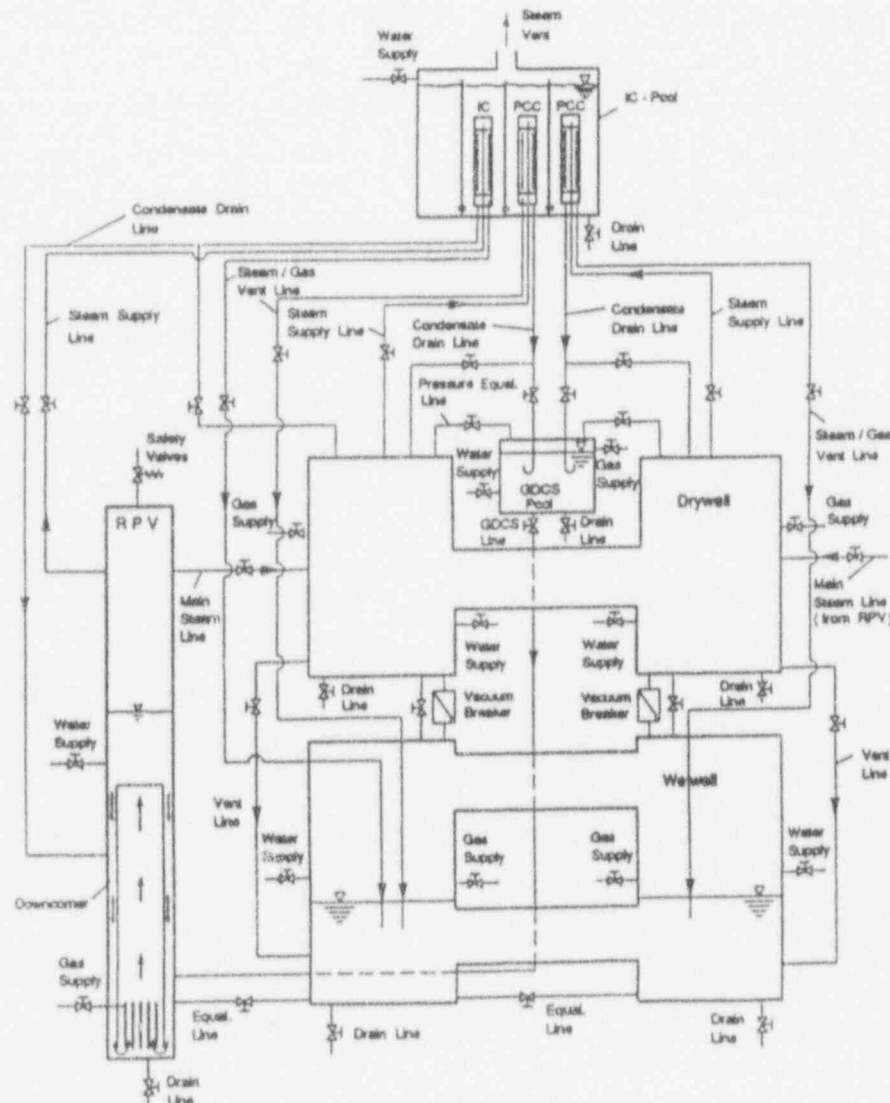 Steam
Vent
Water
Supply
IC
PCC
PCC
IC - Pool
Condensate Drain
Line
Drain
Line
Steam / Gas
Vent Line
Steam
Supply Line
Steam Supply
Line
Condensate
Drain Line
Condensate
Drain Line
Steam
Supply Line
Pressure Equal.
Line
Safety
Valves
Steam / Gas
Vent Line
Water
Supply
Gas
Supply
GDCS
Pool
Drywell
RPV
Gas
Supply
GDCS
Line
Drain
Line
Gas
Supply
Main
Steam
Line
Main
Steam Line
(from RPV)
Water
Supply
Water
Supply
Drain
Line
Vacuum
Breaker
Vacuum
Breaker
Drain
Line
Water
Supply
Vent
Line
Wetwell
Vent
Line
Water
Supply
Gas
Supply
Gas
Supply
Water
Supply
Downcomer
Gas
Supply
Equal.
Line
Drain Line
Equal.
Line
Drain
Line
Drain
Line